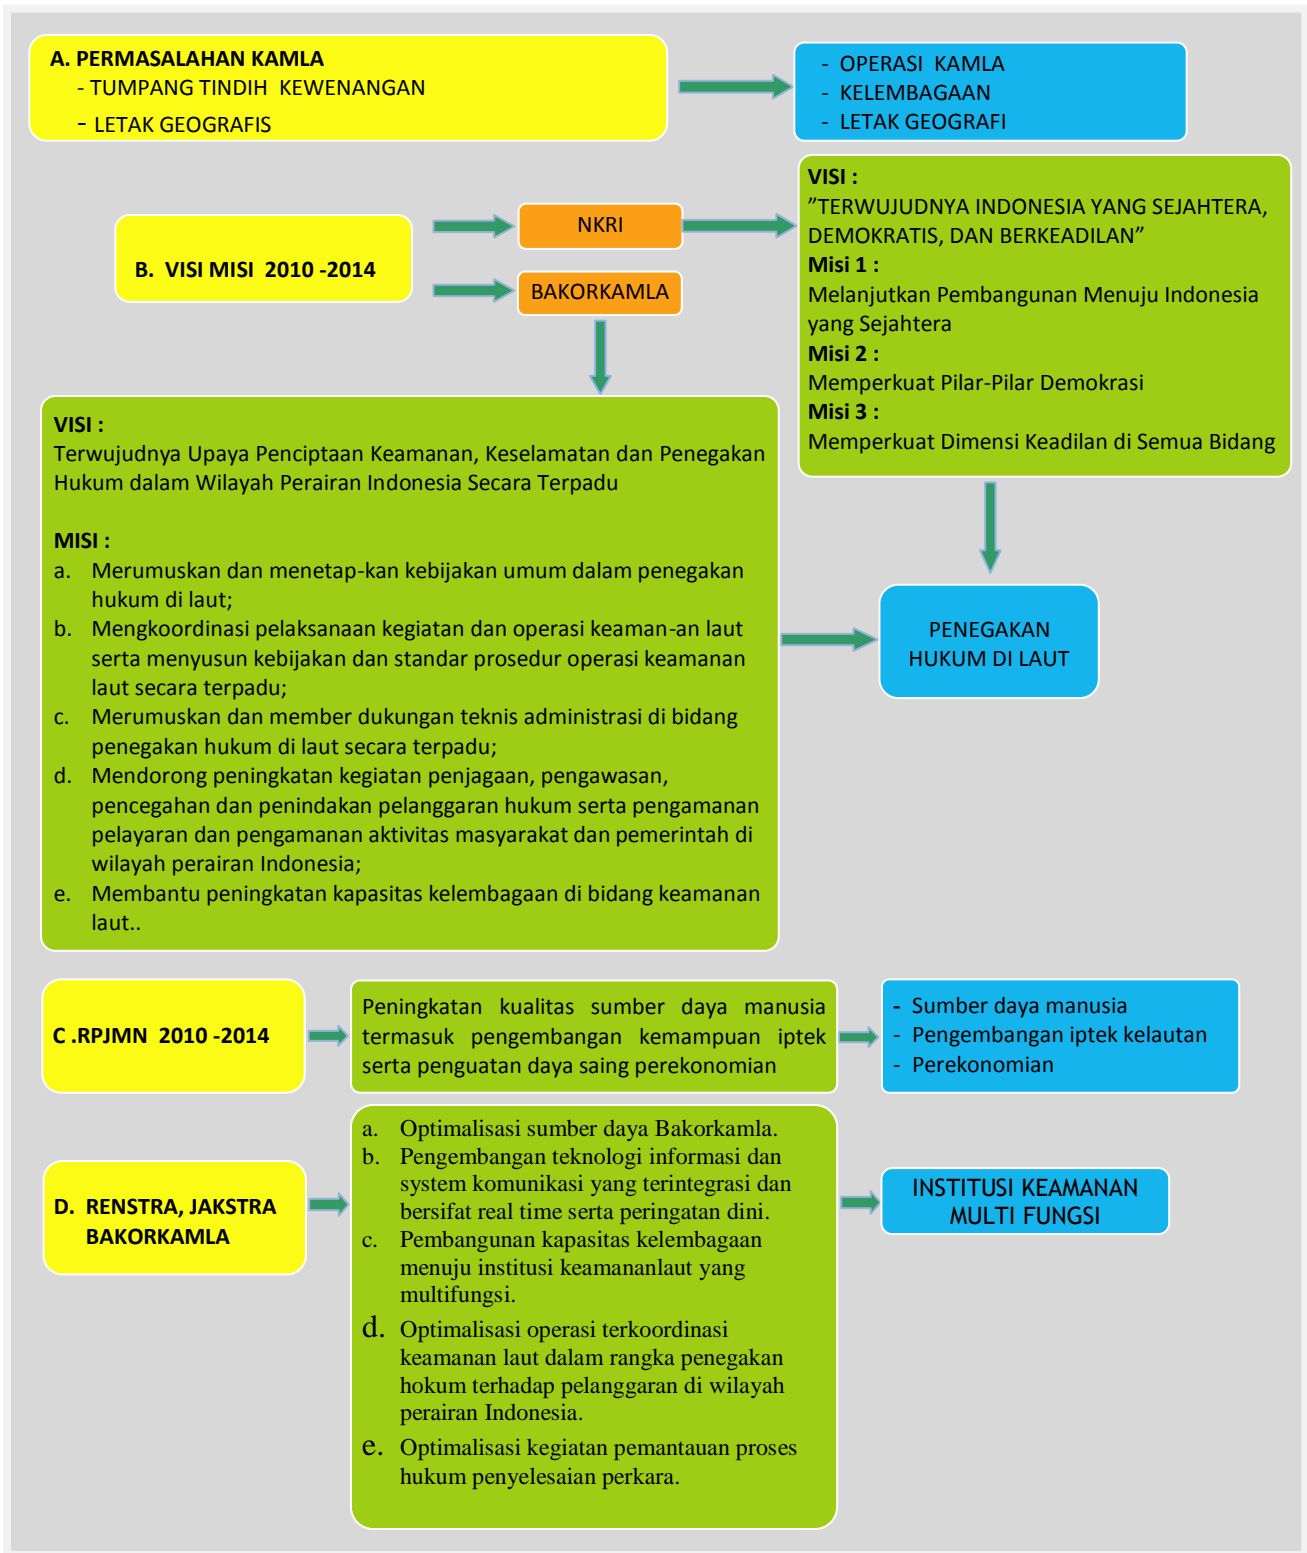 A. PERMASALAHAN KAMLA
- TUMPANG TINDIH KEWENANGAN
- LETAK GEOGRAFIS
- OPERASI KAMLA
- KELEMBAGAAN
- LETAK GEOGRAFI
B. VISI MISI 2010 -2014
NKRI
BAKORKAMLA
VISI :
”TERWUJUDNYA INDONESIA YANG SEJAHTERA,
DEMOKRATIS, DAN BERKEADILAN”
Misi 1 :
Melanjutkan Pembangunan Menuju Indonesia
yang Sejahtera
Misi 2 :
Memperkuat Pilar-Pilar Demokrasi
Misi 3 :
Memperkuat Dimensi Keadilan di Semua Bidang
VISI :
Terwujudnya Upaya Penciptaan Keamanan, Keselamatan dan Penegakan
Hukum dalam Wilayah Perairan Indonesia Secara Terpadu
MISI :
a. Merumuskan dan menetap-kan kebijakan umum dalam penegakan
hukum di laut;
b. Mengkoordinasi pelaksanaan kegiatan dan operasi keaman-an laut
serta menyusun kebijakan dan standar prosedur operasi keamanan
laut secara terpadu;
c. Merumuskan dan member dukungan teknis administrasi di bidang
penegakan hukum di laut secara terpadu;
d. Mendorong peningkatan kegiatan penjagaan, pengawasan,
pencegahan dan penindakan pelanggaran hukum serta pengamanan
pelayaran dan pengamanan aktivitas masyarakat dan pemerintah di
wilayah perairan Indonesia;
e. Membantu peningkatan kapasitas kelembagaan di bidang keamanan
laut..
PENEGAKAN
HUKUM DI LAUT
C .RPJMN 2010 -2014
Peningkatan kualitas sumber daya manusia
termasuk pengembangan kemampuan iptek
serta penguatan daya saing perekonomian
- Sumber daya manusia
- Pengembangan iptek kelautan
- Perekonomian
D. RENSTRA, JAKSTRA
BAKORKAMLA
a. Optimalisasi sumber daya Bakorkamla.
b. Pengembangan teknologi informasi dan
system komunikasi yang terintegrasi dan
bersifat real time serta peringatan dini.
c. Pembangunan kapasitas kelembagaan
menuju institusi keamananlaut yang
multifungsi.
d. Optimalisasi operasi terkoordinasi
keamanan laut dalam rangka penegakan
hokum terhadap pelanggaran di wilayah
perairan Indonesia.
e. Optimalisasi kegiatan pemantauan proses
hukum penyelesaian perkara.
INSTITUSI KEAMANAN
MULTI FUNGSI